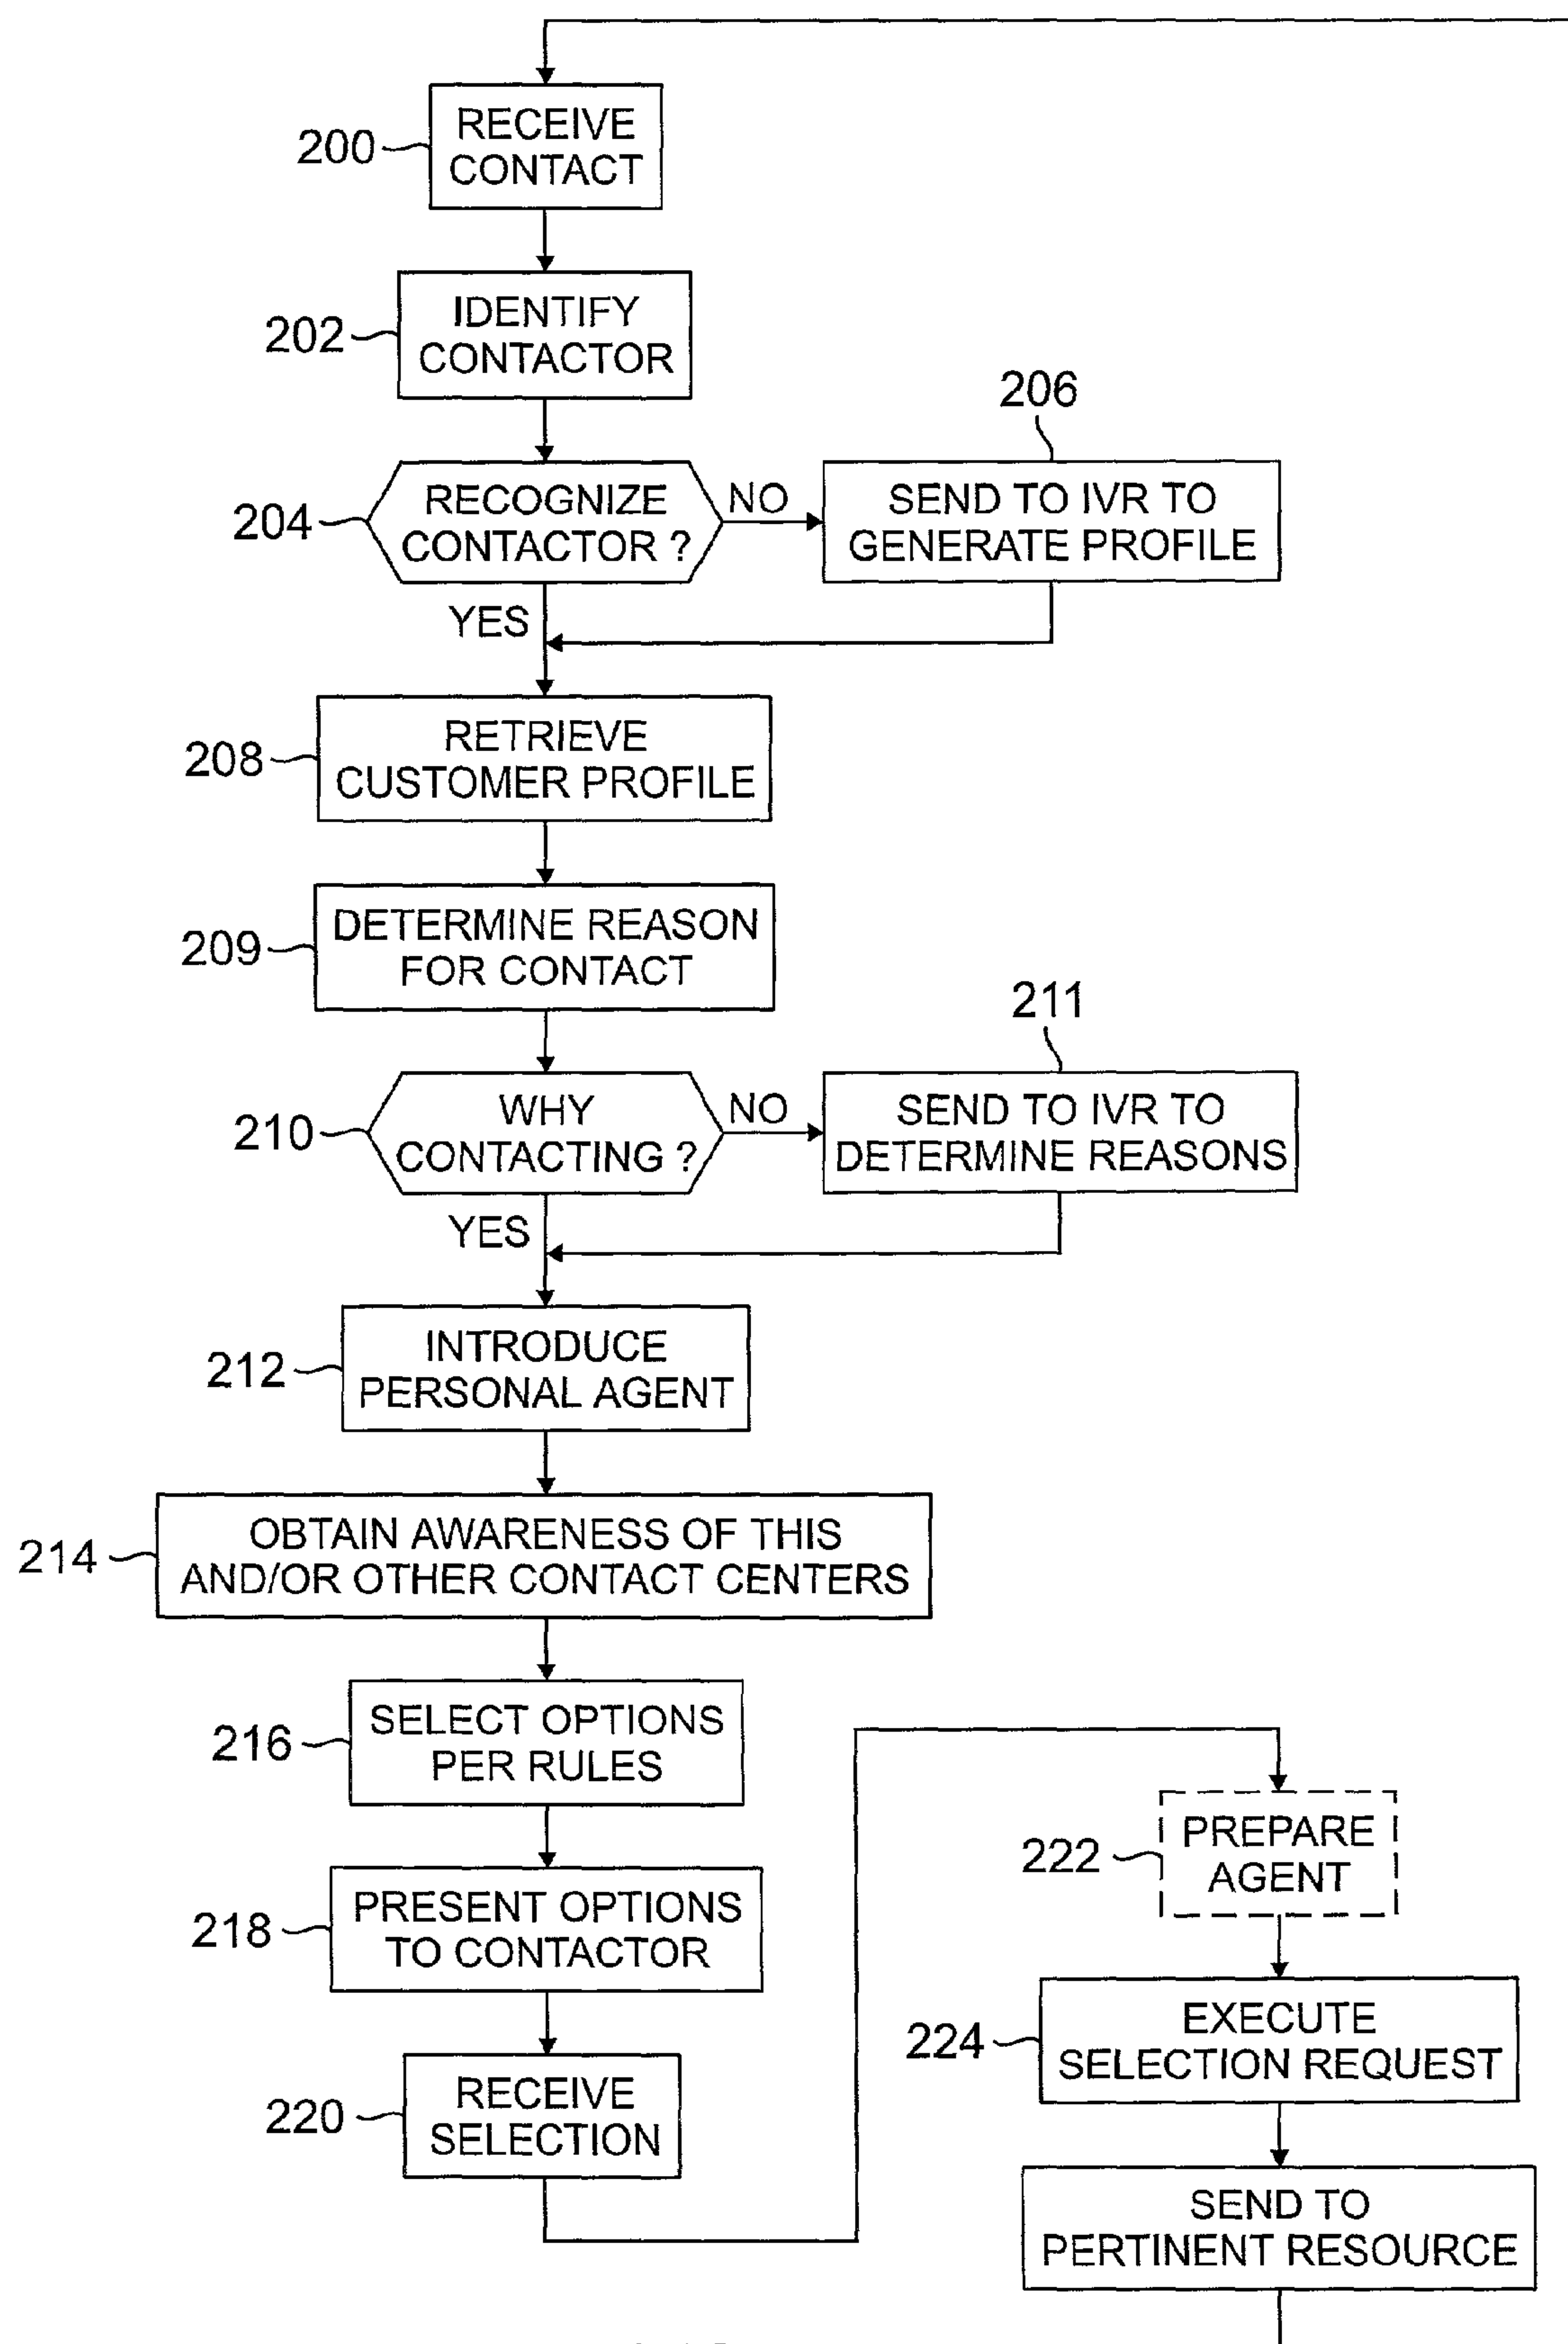 200
RECEIVE
CONTACT
202
IDENTIFY
CONTACTOR
204
RECOGNIZE
CONTACTOR ?
NO
206
SEND TO IVR TO
GENERATE PROFILE
YES
208
RETRIEVE
CUSTOMER PROFILE
209
DETERMINE REASON
FOR CONTACT
210
WHY
CONTACTING ?
NO
211
SEND TO IVR TO
DETERMINE REASONS
YES
212
INTRODUCE
PERSONAL AGENT
214
OBTAIN AWARENESS OF THIS
AND/OR OTHER CONTACT CENTERS
216
SELECT OPTIONS
PER RULES
218
PRESENT OPTIONS
TO CONTACTOR
220
RECEIVE
SELECTION
222
PREPARE
AGENT
224
EXECUTE
SELECTION REQUEST
SEND TO
PERTINENT RESOURCE